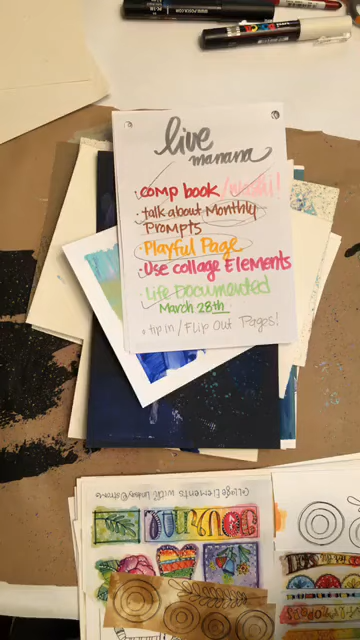 live
manana
comp book /Washi!
talk about Monthly
Prompts
Playful Page
Use collage Elements
Life Documented
March 28th
tip in / Flip Out Pages!
Collage Elements with